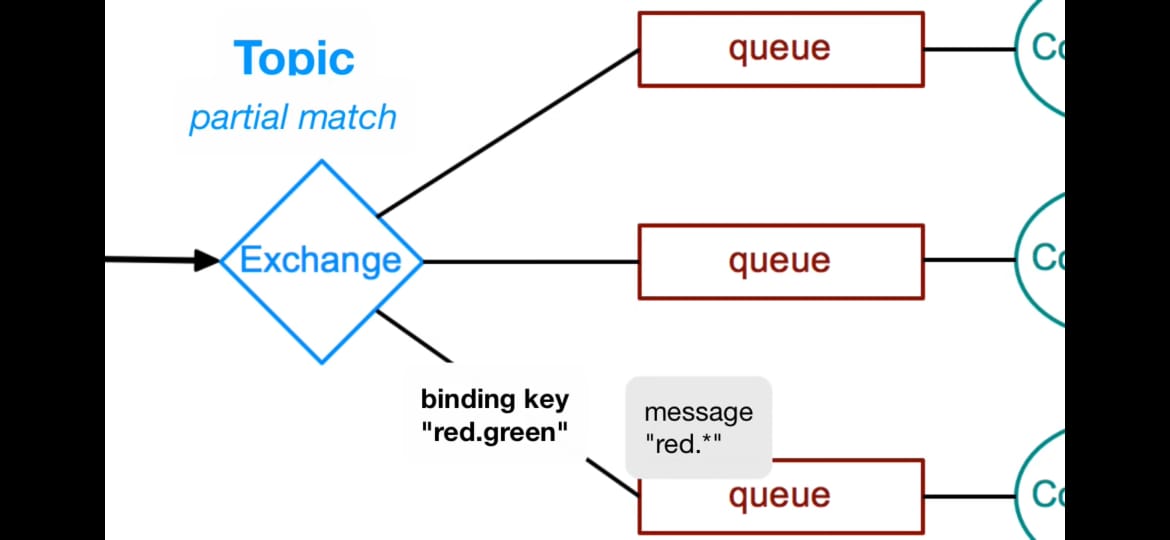 Topic
partial match
queue
Co
Exchange
queue
Co
binding key
"red.green"
message
"red.*"
queue
Co